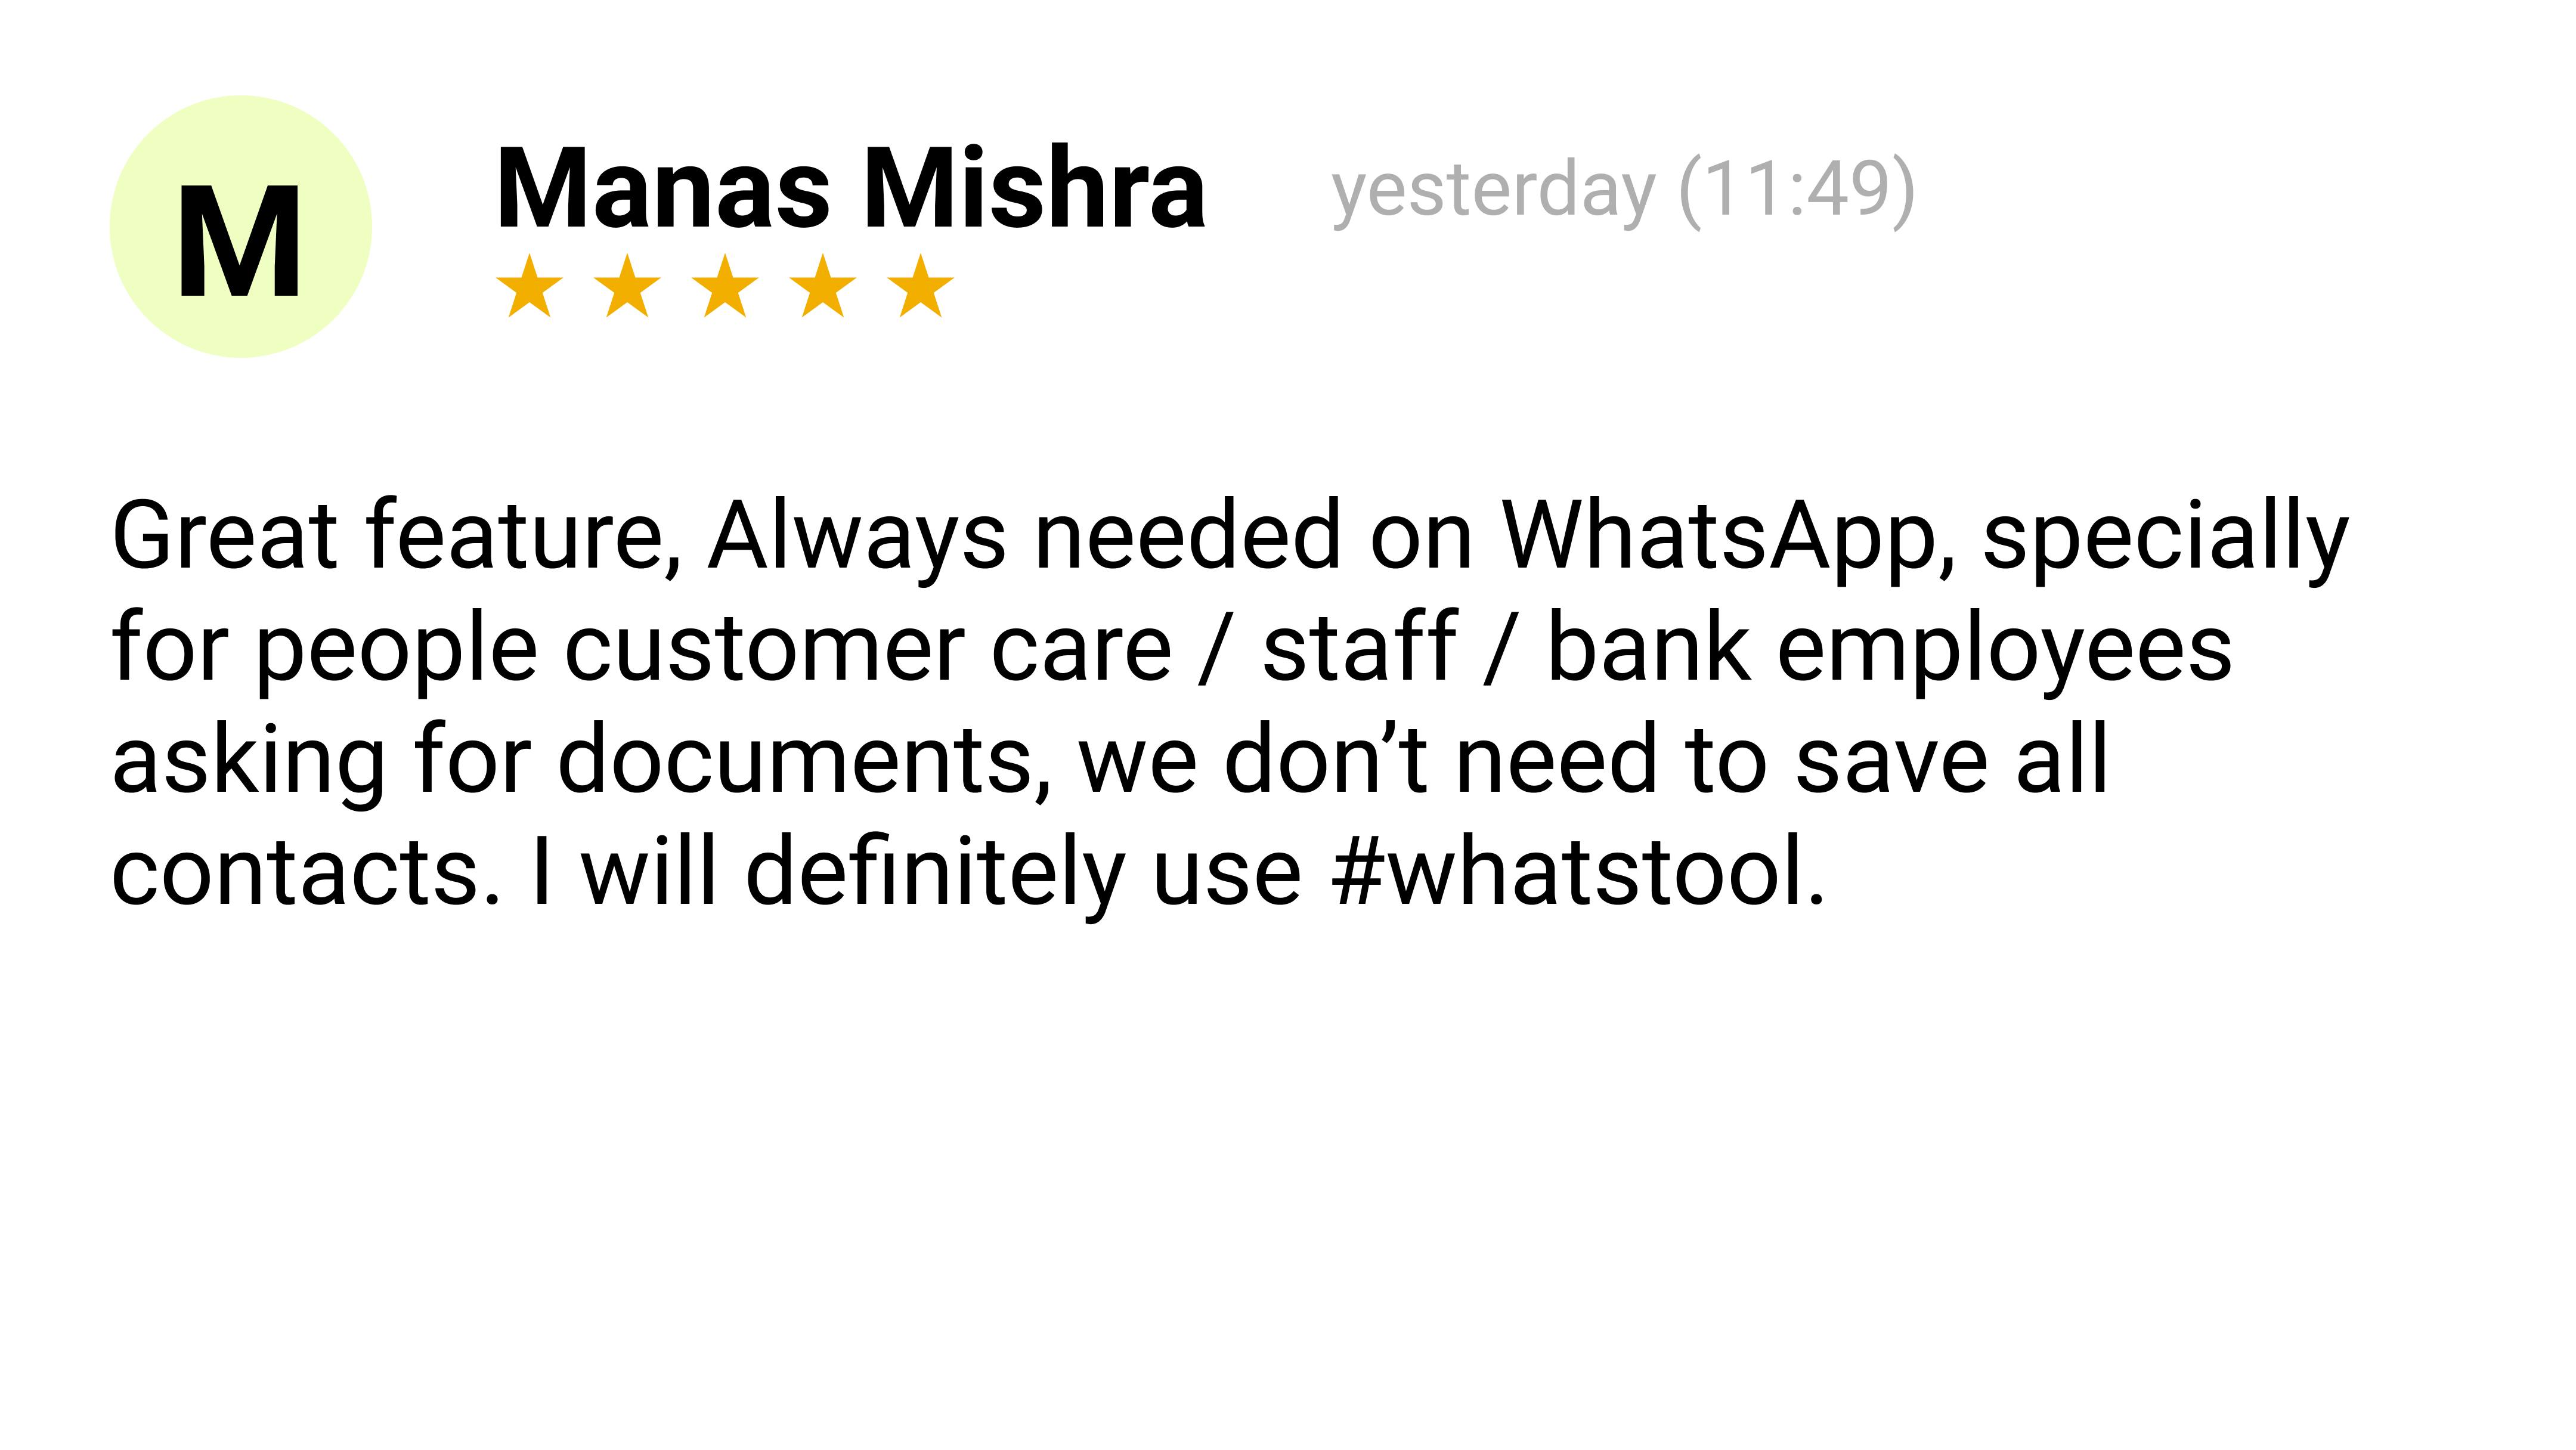 M
Manas Mishra yesterday (11:49)
Great feature, Always needed on WhatsApp, specially
for people customer care / staff / bank employees
asking for documents, we don’t need to save all
contacts. I will definitely use #whatstool.